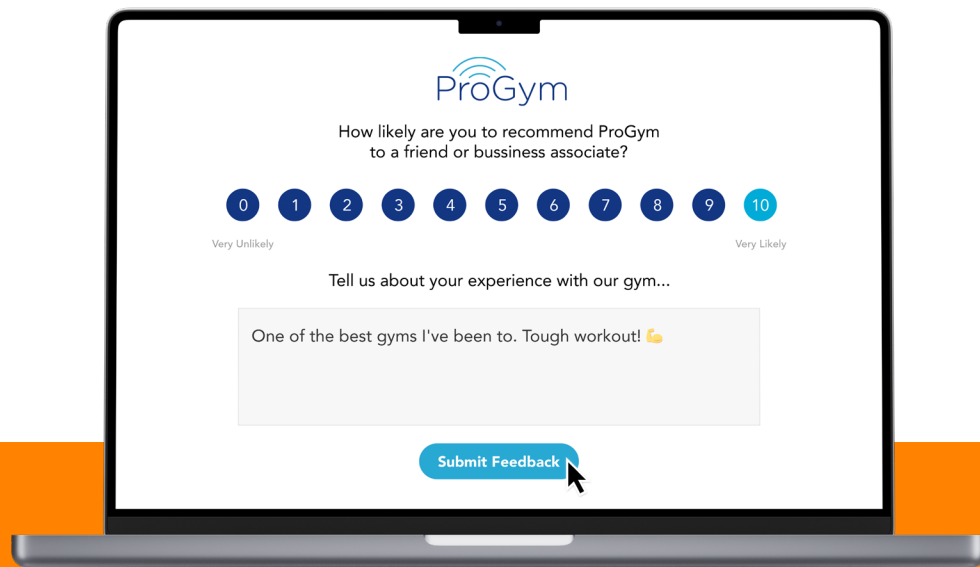 ProGym
How likely are you to recommend ProGym
to a friend or bussiness associate?
0 1 2 3 4 5 6 7 8 9 10
Very Unlikely Very Likely
Tell us about your experience with our gym...
One of the best gyms I've been to. Tough workout! 💪
Submit Feedback